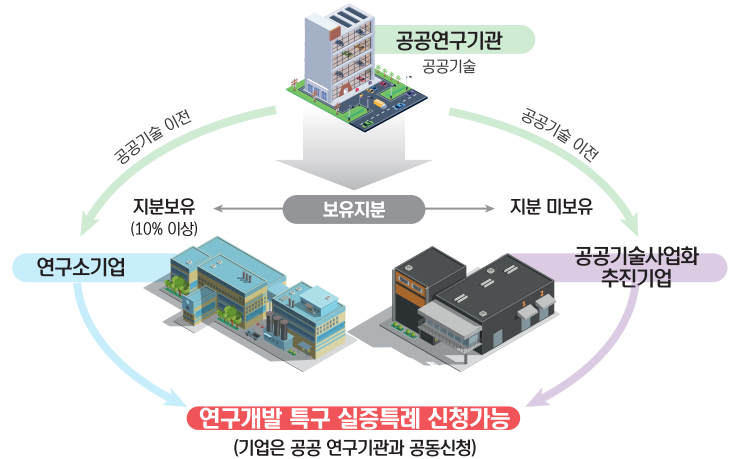 공공연구기관
공공기술
공공기술 이전
공공기술 이전
지분보유
(10% 이상)
보유지분
지분 미보유
연구소기업
공공기술사업화
추진기업
연구개발 특구 실증특례 신청가능
(기업은 공공 연구기관과 공동신청)